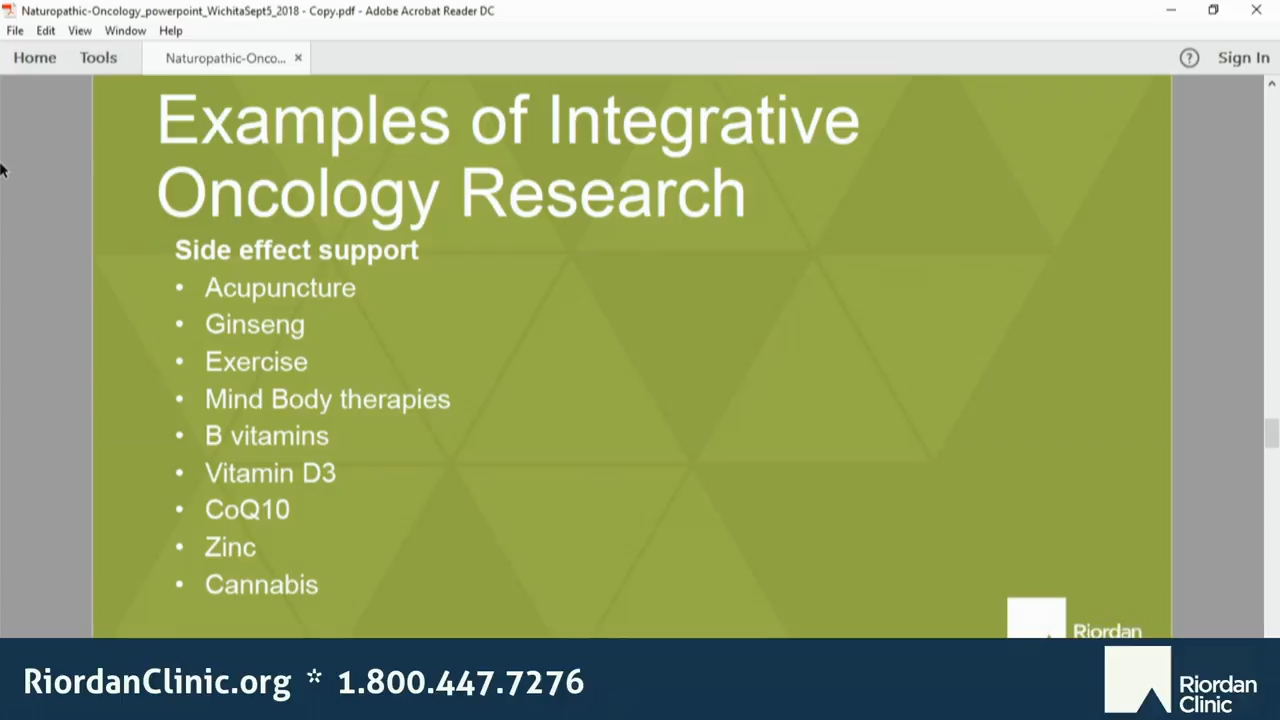 Naturopathic-Oncology_powerpoint_WichitaSept5_2018 - Copy.pdf - Adobe Acrobat Reader DC
File Edit View Window Help
Home Tools Naturopathic-Onco... × ? Sign In
Examples of Integrative
Oncology Research
Side effect support
• Acupuncture
• Ginseng
• Exercise
• Mind Body therapies
• B vitamins
• Vitamin D3
• CoQ10
• Zinc
• Cannabis
Riordan
RiordanClinic.org * 1.800.447.7276
Riordan
Clinic